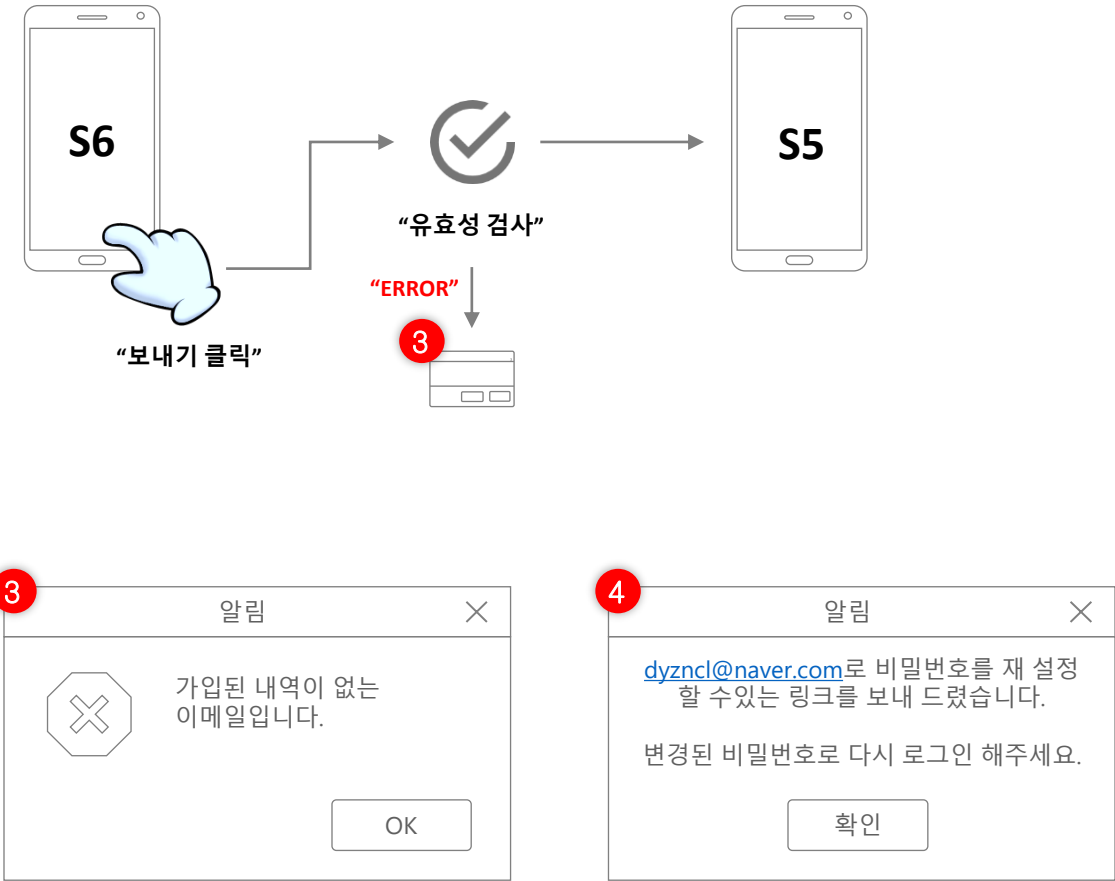 S6
S5
“유효성 검사”
“ERROR”
3
“보내기 클릭”
3
알림
가입된 내역이 없는
이메일입니다.
OK
4
알림
dyzncl@naver.com로 비밀번호를 재 설정
할 수있는 링크를 보내 드렸습니다.
변경된 비밀번호로 다시 로그인 해주세요.
확인